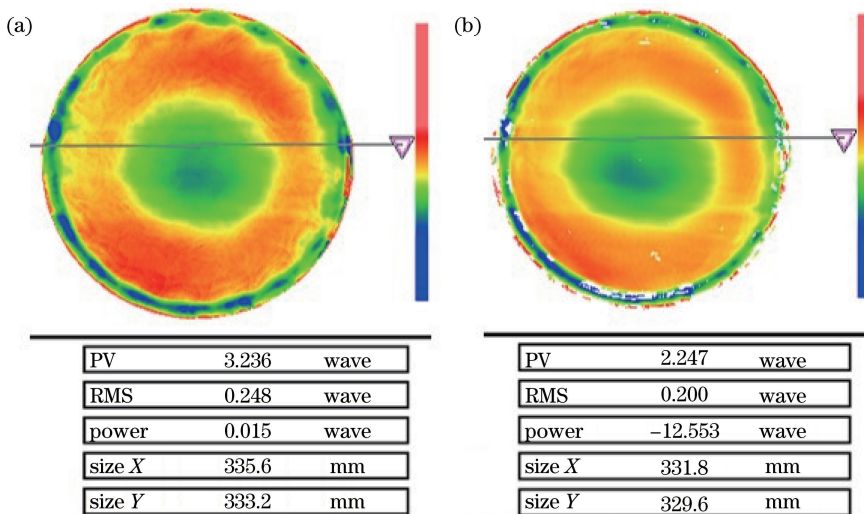 (a)
PV 3.236 wave
RMS 0.248 wave
power 0.015 wave
size X 335.6 mm
size Y 333.2 mm
(b)
PV 2.247 wave
RMS 0.200 wave
power −12.553 wave
size X 331.8 mm
size Y 329.6 mm